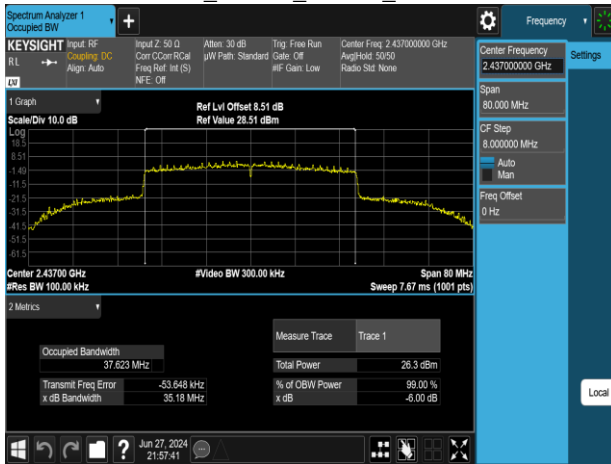 Spectrum Analyzer 1
Occupied BW
Frequency
KEYSIGHT
RL
LXI
Input: RF
Coupling: DC
Align: Auto
Input Z: 50 Ω
Corr CCorr RCal
Freq Ref: Int (S)
NFE: Off
Atten: 30 dB
µW Path: Standard
Trig: Free Run
Gate: Off
#IF Gain: Low
Center Freq: 2.437000000 GHz
Avg|Hold: 50/50
Radio Std: None
Center Frequency
2.437000000 GHz
Settings
Span
80.000 MHz
CF Step
8.000000 MHz
Auto
Man
Freq Offset
0 Hz
Local
1 Graph
Scale/Div 10.0 dB
Ref Lvl Offset 8.51 dB
Ref Value 28.51 dBm
Log
18.5
8.51
-1.49
-11.5
-21.5
-31.5
-41.5
-51.5
-61.5
Center 2.43700 GHz
#Video BW 300.00 kHz
Span 80 MHz
#Res BW 100.00 kHz
Sweep 7.67 ms (1001 pts)
2 Metrics
Measure Trace
Trace 1
Occupied Bandwidth
37.623 MHz
Total Power
26.3 dBm
Transmit Freq Error
-53.648 kHz
% of OBW Power
99.00 %
x dB Bandwidth
35.18 MHz
x dB
-6.00 dB
?
Jun 27, 2024
21:57:41